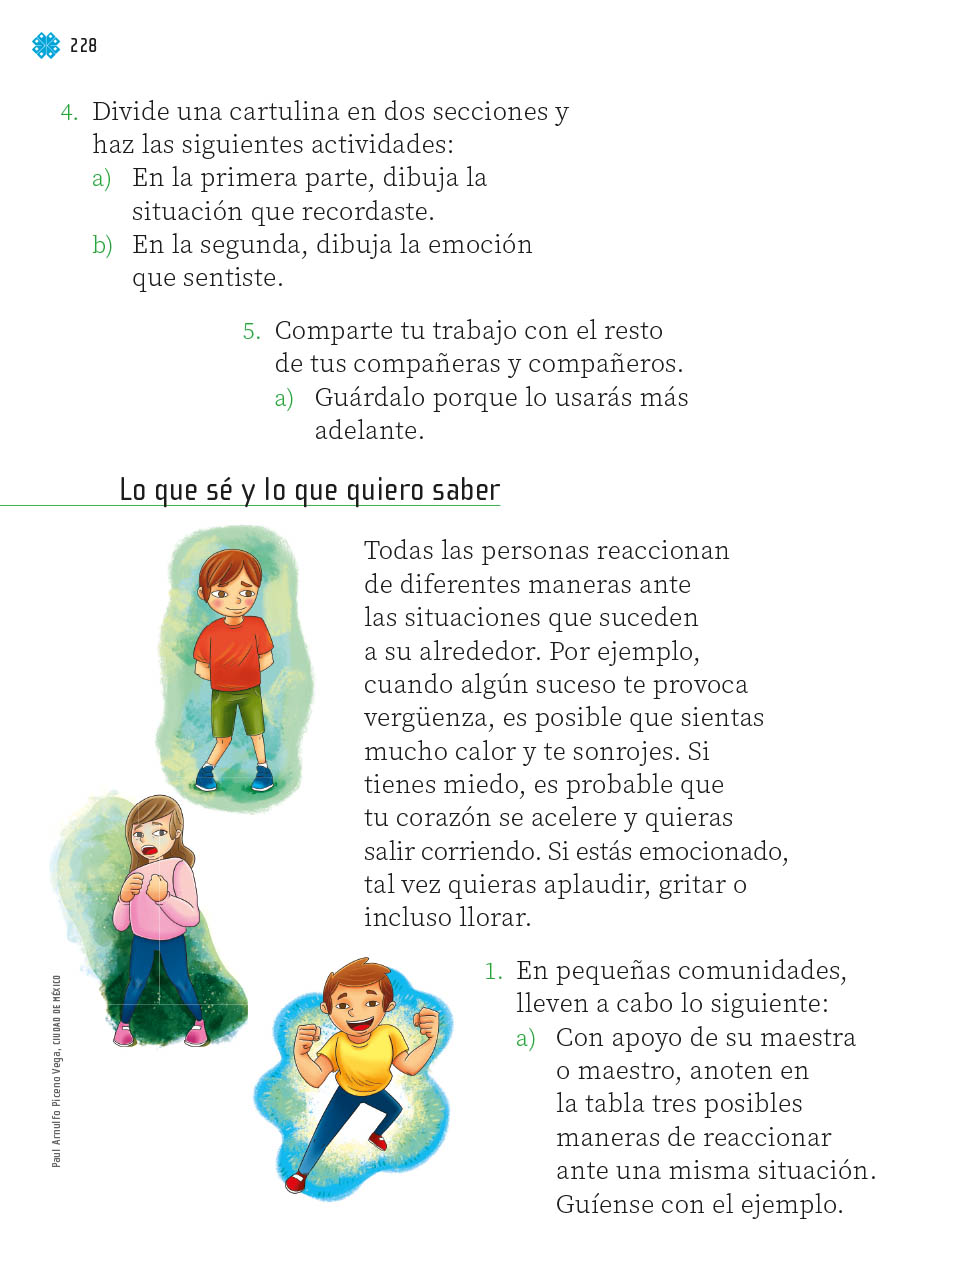 228
4. Divide una cartulina en dos secciones y
haz las siguientes actividades:
a) En la primera parte, dibuja la
situación que recordaste.
b) En la segunda, dibuja la emoción
que sentiste.
5. Comparte tu trabajo con el resto
de tus compañeras y compañeros.
a) Guárdalo porque lo usarás más
adelante.
Lo que sé y lo que quiero saber
Todas las personas reaccionan
de diferentes maneras ante
las situaciones que suceden
a su alrededor. Por ejemplo,
cuando algún suceso te provoca
vergüenza, es posible que sientas
mucho calor y te sonrojes. Si
tienes miedo, es probable que
tu corazón se acelere y quieras
salir corriendo. Si estás emocionado,
tal vez quieras aplaudir, gritar o
incluso llorar.
1. En pequeñas comunidades,
lleven a cabo lo siguiente:
a) Con apoyo de su maestra
o maestro, anoten en
la tabla tres posibles
maneras de reaccionar
ante una misma situación.
Guíense con el ejemplo.
Paul Arnulfo Piceno Vega, CIUDAD DE MÉXICO